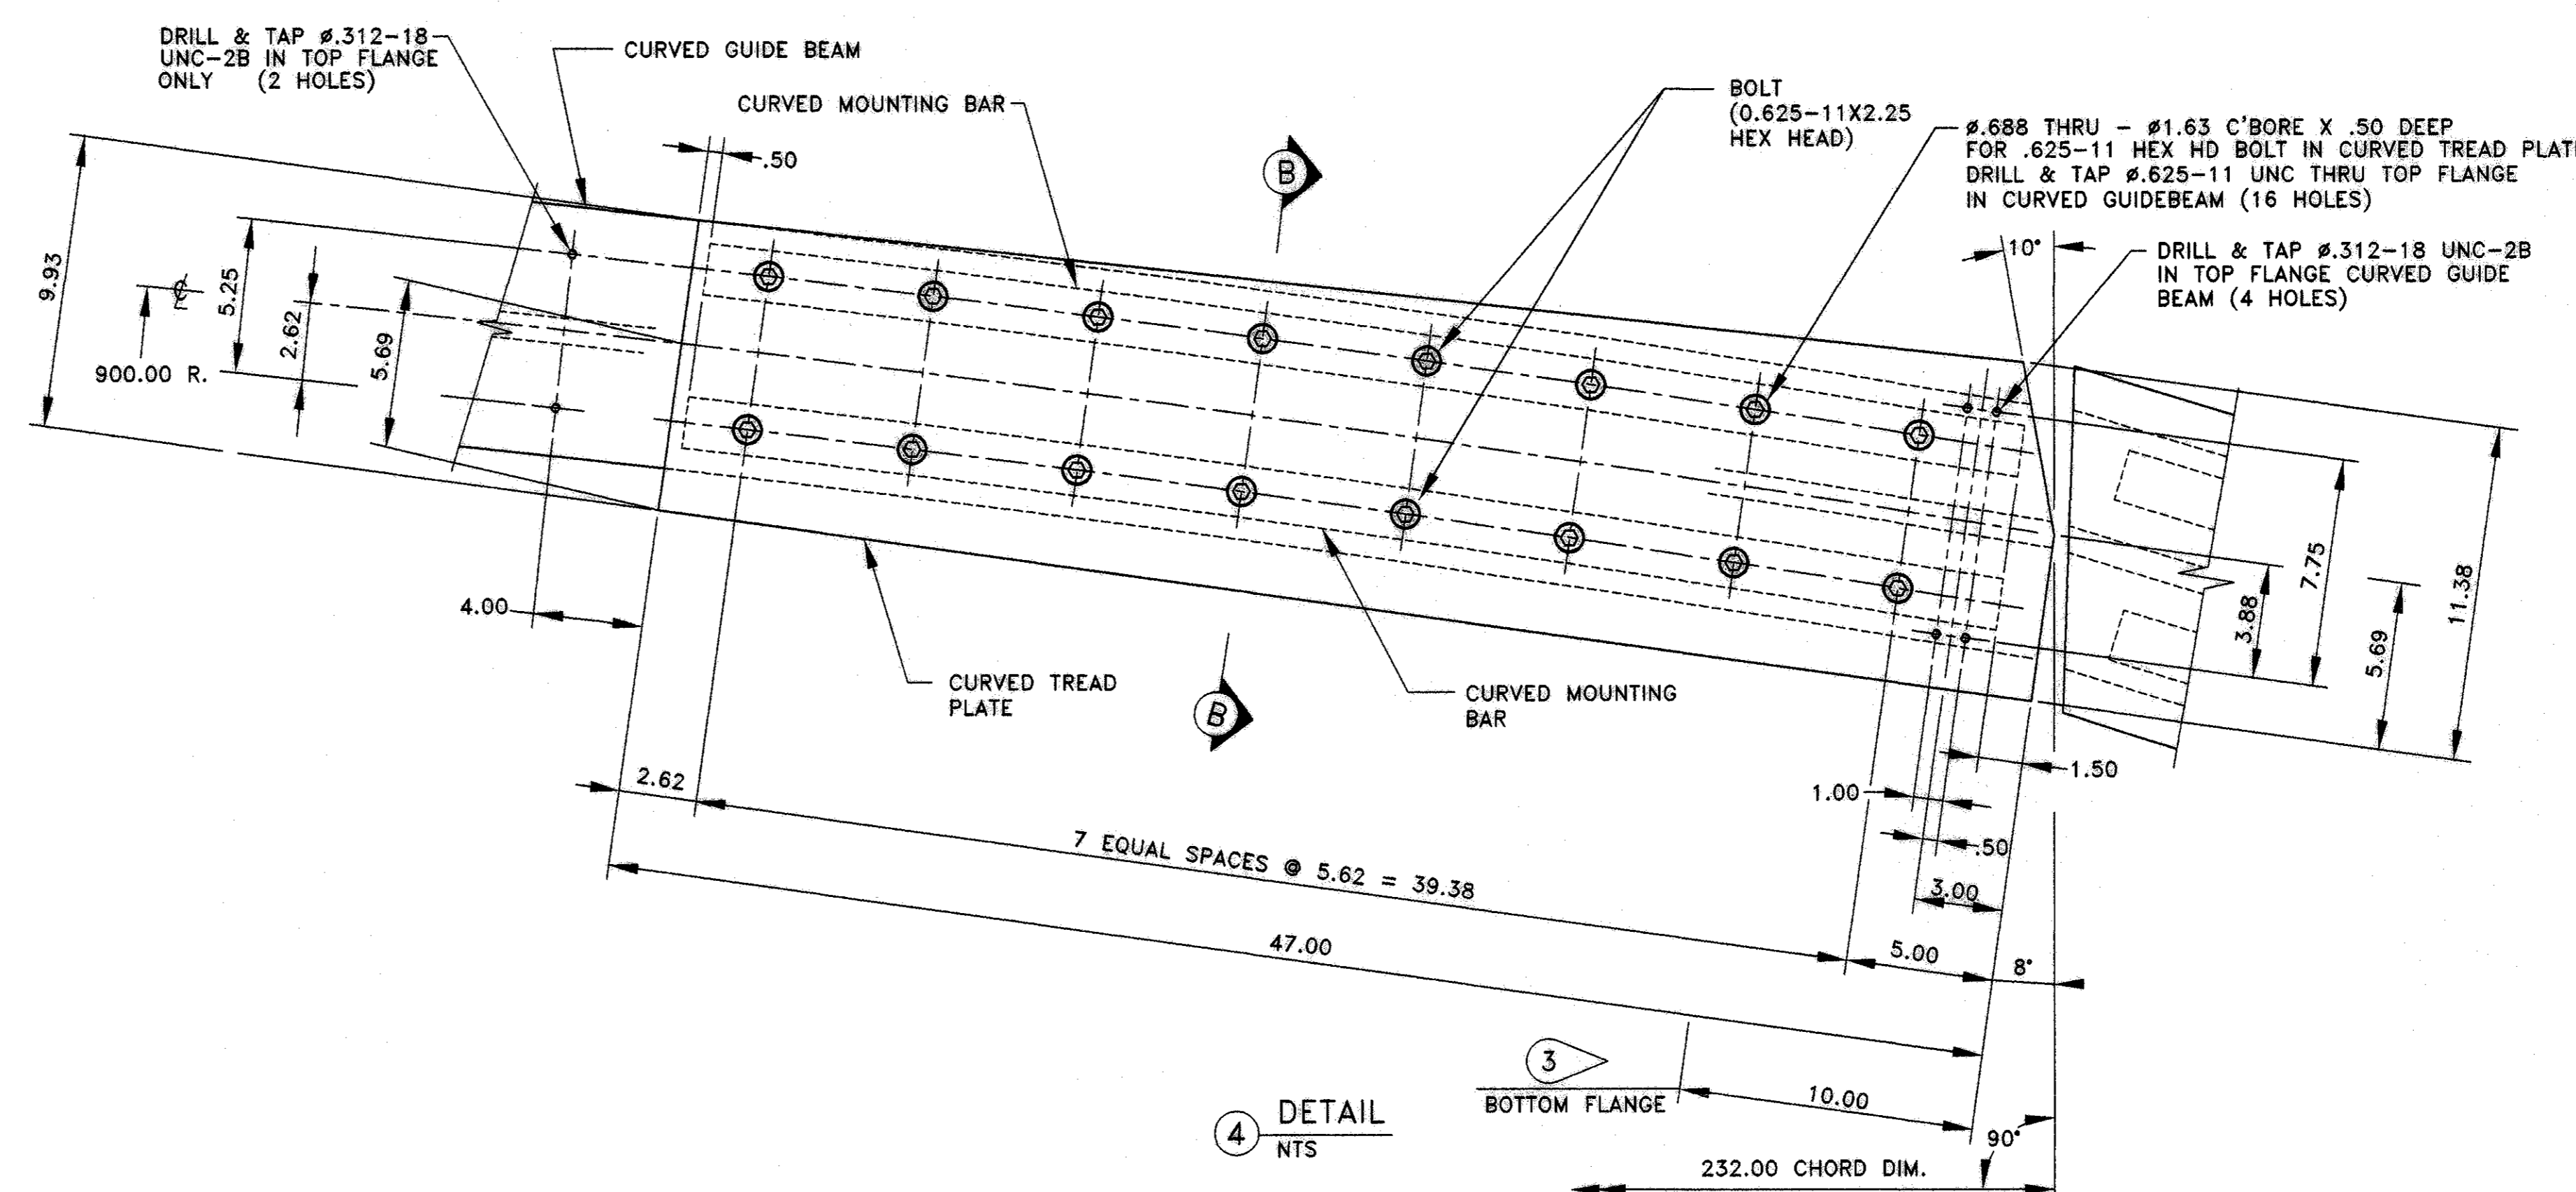 DRILL & TAP ø.312-18
UNC-2B IN TOP FLANGE
ONLY (2 HOLES)
CURVED GUIDE BEAM
CURVED MOUNTING BAR
BOLT
(0.625-11X2.25
HEX HEAD)
ø.688 THRU - ø1.63 C'BORE X .50 DEEP
FOR .625-11 HEX HD BOLT IN CURVED TREAD PLATE
DRILL & TAP ø.625-11 UNC THRU TOP FLANGE
IN CURVED GUIDEBEAM (16 HOLES)
DRILL & TAP ø.312-18 UNC-2B
IN TOP FLANGE CURVED GUIDE
BEAM (4 HOLES)
.50
B
10°
9.93
℄
5.25
2.62
5.69
900.00 R.
4.00
CURVED TREAD
PLATE
B
CURVED MOUNTING
BAR
3.88
7.75
5.69
11.38
1.50
1.00
.50
3.00
2.62
7 EQUAL SPACES @ 5.62 = 39.38
5.00
8°
47.00
3
BOTTOM FLANGE
10.00
90°
4 DETAIL
NTS
232.00 CHORD DIM.